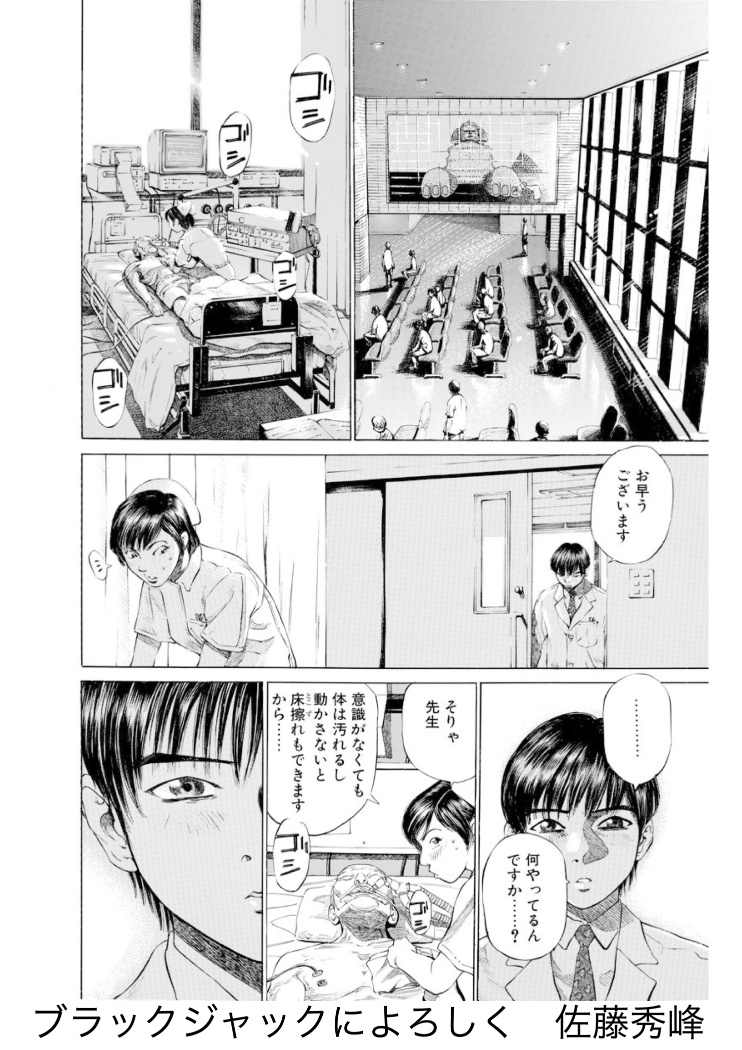 ゴシ
ゴシ
ゴシ
ゴシ
お早う
ございます
…
…………
何やってるん
ですか……？
そりゃ
先生
意識がなくても
体は汚れるし
動かさないと
床擦れもできます
から……
ゴシ
ゴシ
ブラックジャックによろしく　佐藤秀峰